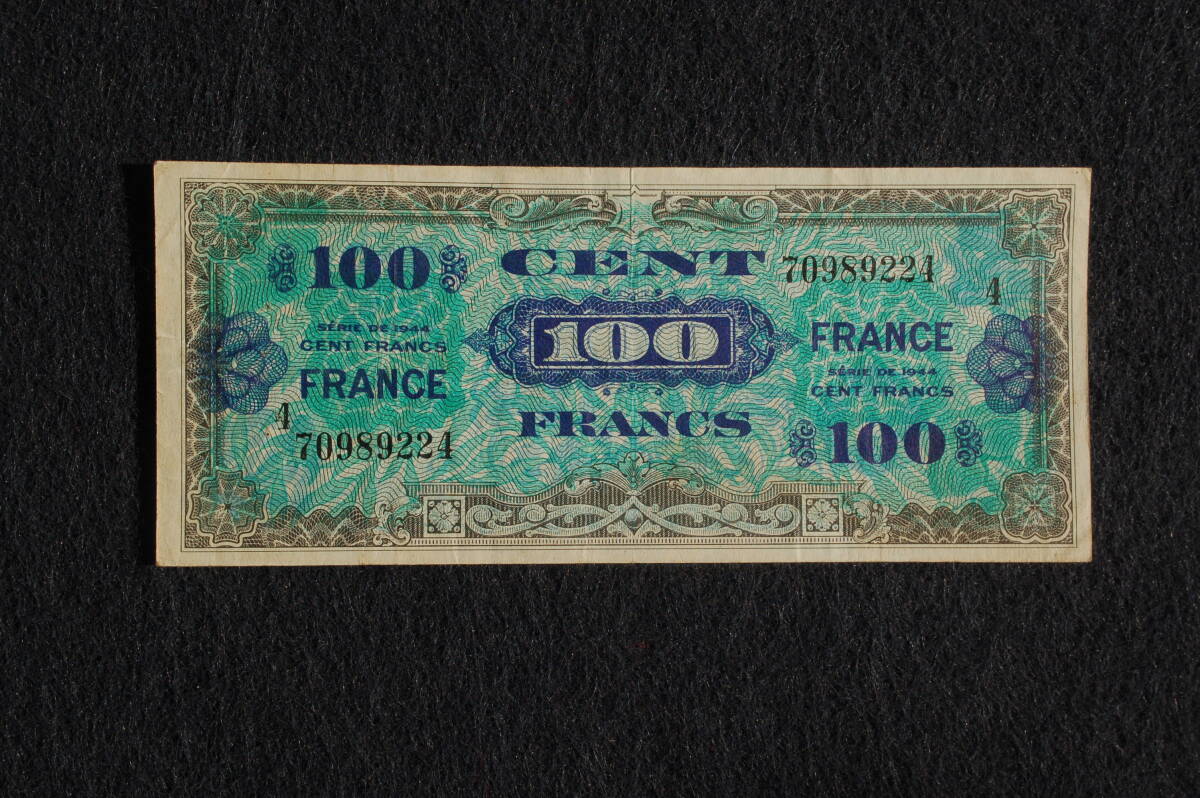 100 CENT 70989224
4
SÉRIE DE 1944
CENT FRANCS
FRANCE
100
FRANCE
SÉRIE DE 1944
CENT FRANCS
4
70989224
FRANCS
100